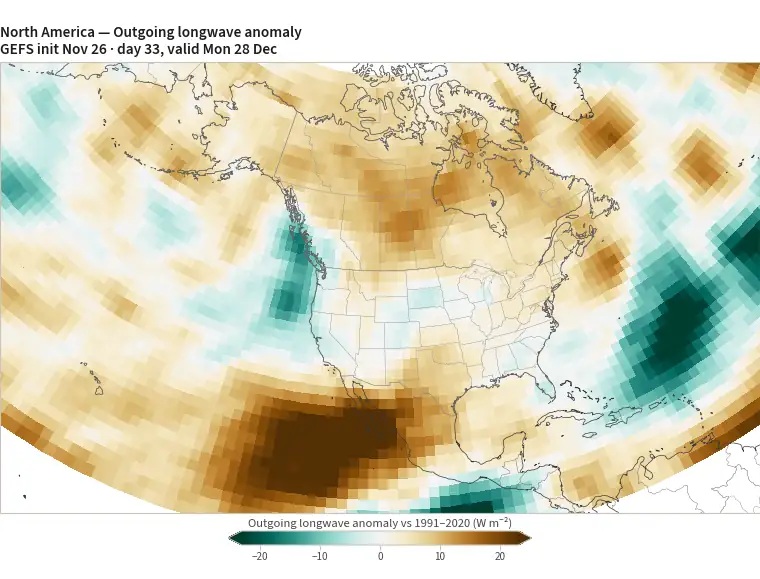 North America — Outgoing longwave anomaly
GEFS init Nov 26 · day 33, valid Mon 28 Dec
Outgoing longwave anomaly vs 1991–2020 (W m⁻²)
−20 −10 0 10 20